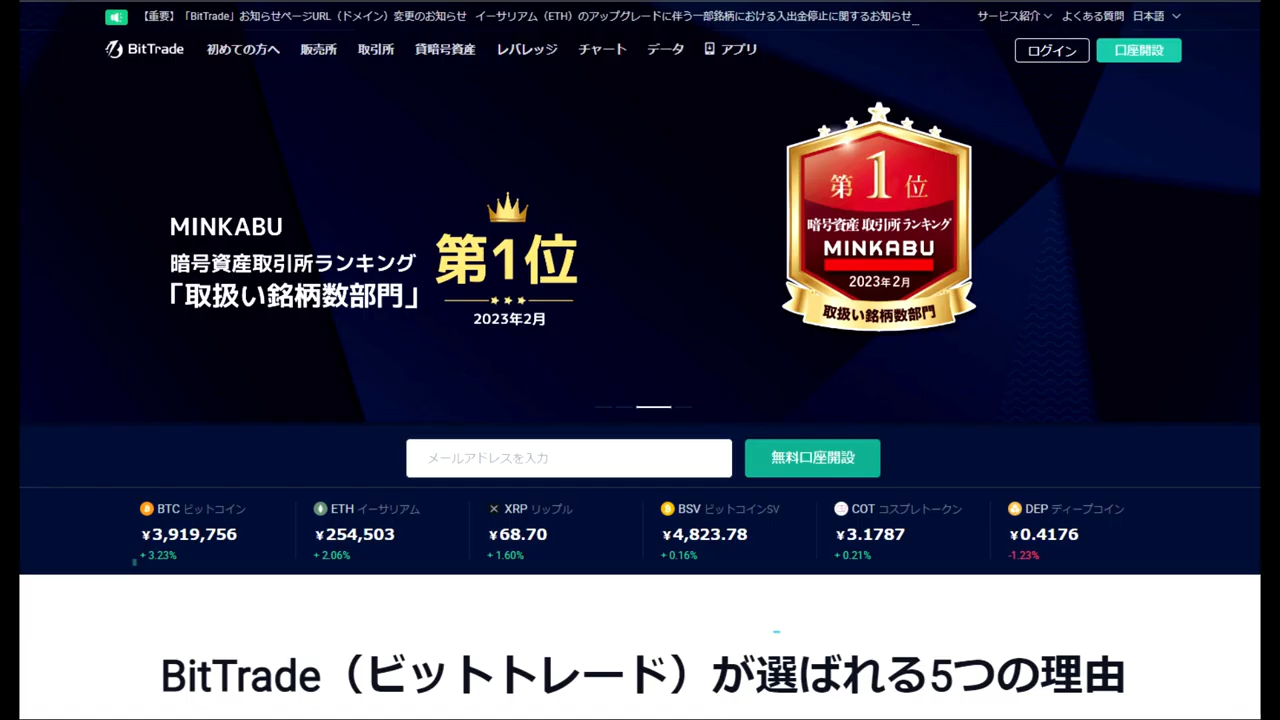 【重要】「BitTrade」お知らせページURL（ドメイン）変更のお知らせ イーサリアム（ETH）のアップグレードに伴う一部銘柄における入出金停止に関するお知らせ
サービス紹介 よくある質問 日本語
BitTrade 初めての方へ 販売所 取引所 貸暗号資産 レバレッジ チャート データ アプリ
ログイン 口座開設
MINKABU
暗号資産取引所ランキング
「取扱い銘柄数部門」
第1位
2023年2月
第1位
暗号資産 取引所 ランキング
MINKABU
2023年2月
取扱い銘柄数部門
メールアドレスを入力 無料口座開設
BTC ビットコイン
¥3,919,756
+ 3.23%
ETH イーサリアム
¥254,503
+ 2.06%
XRP リップル
¥68.70
+ 1.60%
BSV ビットコインSV
¥4,823.78
+ 0.16%
COT コスプレトークン
¥3.1787
+ 0.21%
DEP ディープコイン
¥0.4176
-1.23%
BitTrade（ビットトレード）が選ばれる5つの理由